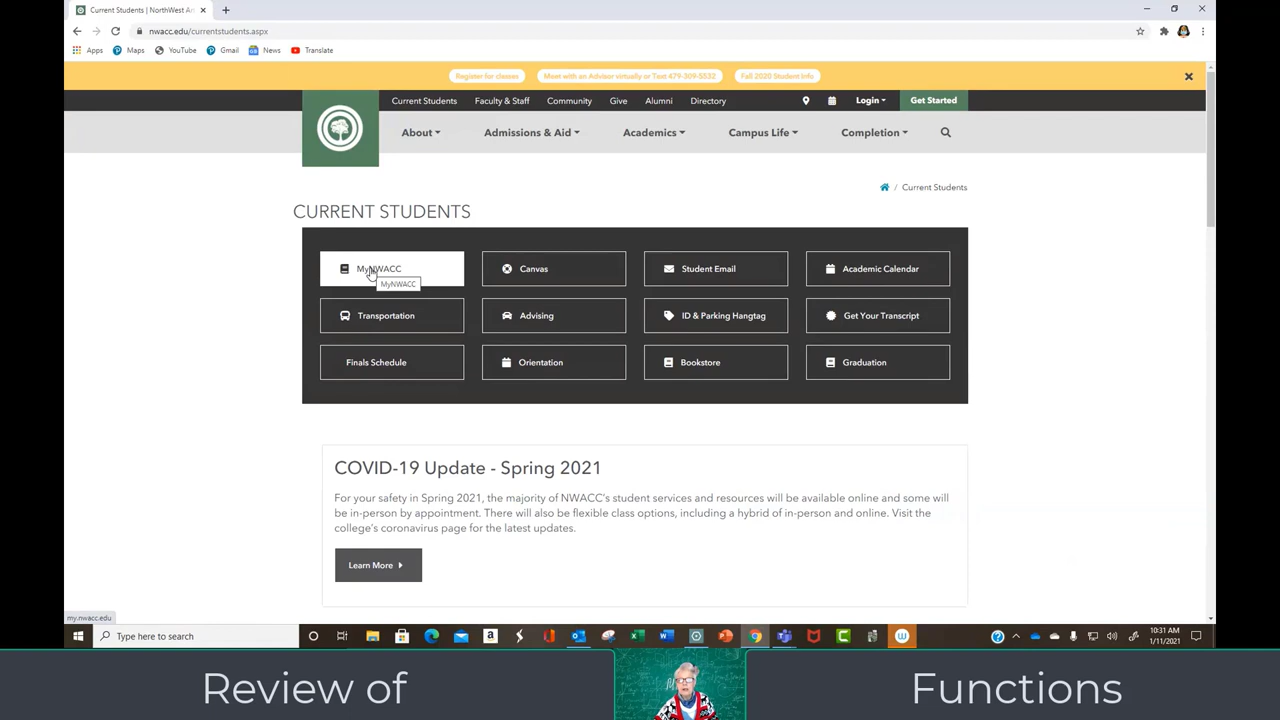 Current Students | NorthWest Ar
nwacc.edu/currentstudents.aspx
Apps Maps YouTube Gmail News Translate
Register for classes Meet with an Advisor virtually or Text 479-309-5532 Fall 2020 Student Info
Current Students Faculty & Staff Community Give Alumni Directory Login Get Started
About Admissions & Aid Academics Campus Life Completion
/ Current Students
CURRENT STUDENTS
MyNWACC Canvas Student Email Academic Calendar
MyNWACC
Transportation Advising ID & Parking Hangtag Get Your Transcript
Finals Schedule Orientation Bookstore Graduation
COVID-19 Update - Spring 2021
For your safety in Spring 2021, the majority of NWACC's student services and resources will be available online and some will
be in-person by appointment. There will also be flexible class options, including a hybrid of in-person and online. Visit the
college's coronavirus page for the latest updates.
Learn More
my.nwacc.edu
Type here to search
10:31 AM
1/11/2021
Review of Functions